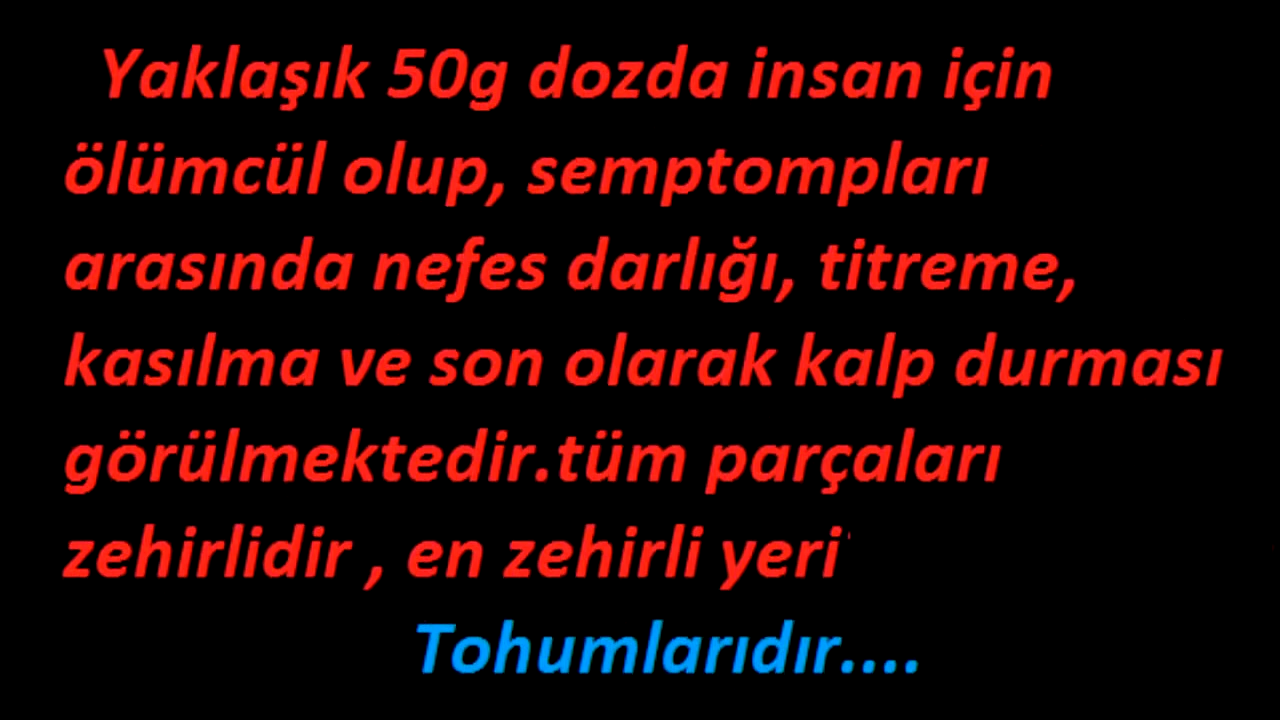 Yaklaşık 50g dozda insan için
ölümcül olup, semptompları
arasında nefes darlığı, titreme,
kasılma ve son olarak kalp durması
görülmektedir.tüm parçaları
zehirlidir , en zehirli yeri
Tohumlarıdır....